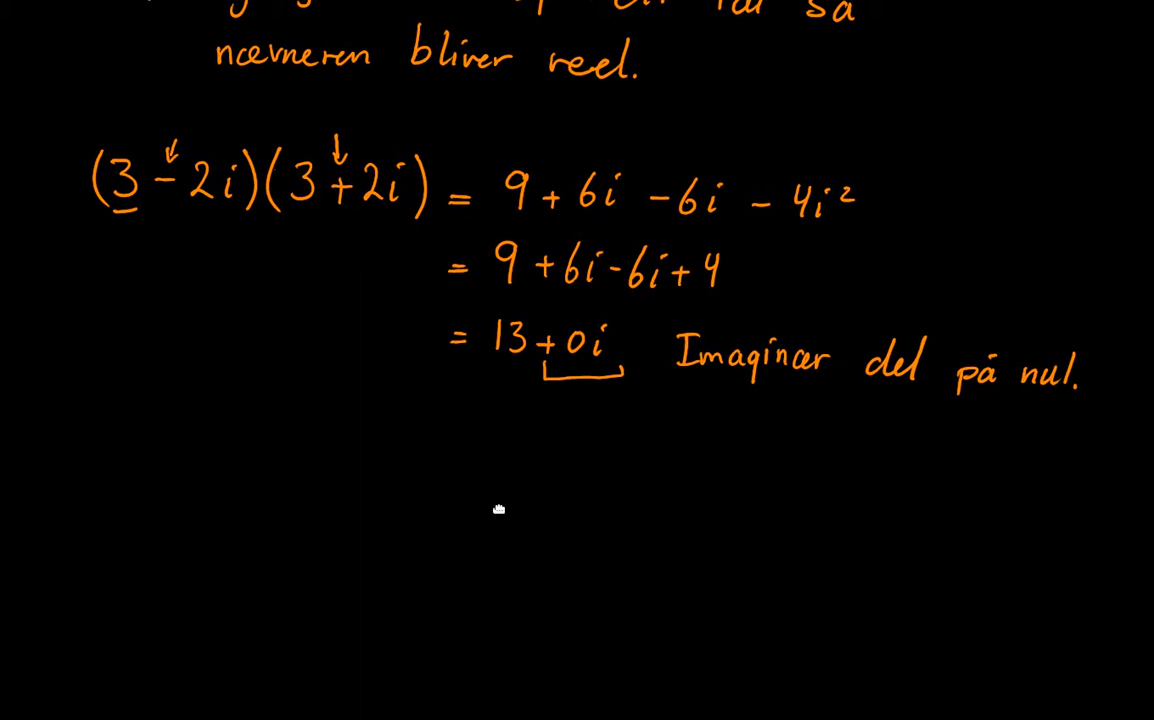 så
nævneren bliver reel.
(3 - 2i)(3 + 2i) = 9 + 6i - 6i - 4i²
= 9 + 6i - 6i + 4
= 13 + 0i Imaginær del på nul.